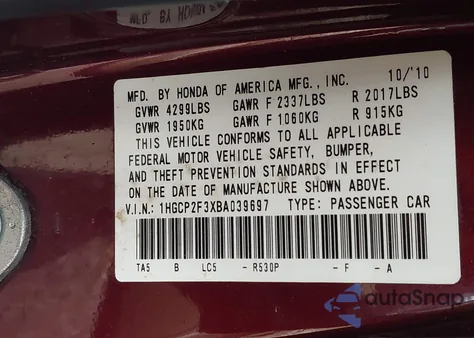 MFD. BY HONDA OF AMERICA MFG., INC. 10/'10
GVWR 4299LBS GAWR F 2337LBS R 2017LBS
GVWR 1950KG GAWR F 1060KG R 915KG
THIS VEHICLE CONFORMS TO ALL APPLICABLE
FEDERAL MOTOR VEHICLE SAFETY, BUMPER,
AND THEFT PREVENTION STANDARDS IN EFFECT
ON THE DATE OF MANUFACTURE SHOWN ABOVE.
V.I.N.: 1HGCP2F3XBA039697 TYPE: PASSENGER CAR
TA5 B LC5 -R530P -F -A
autoSnap